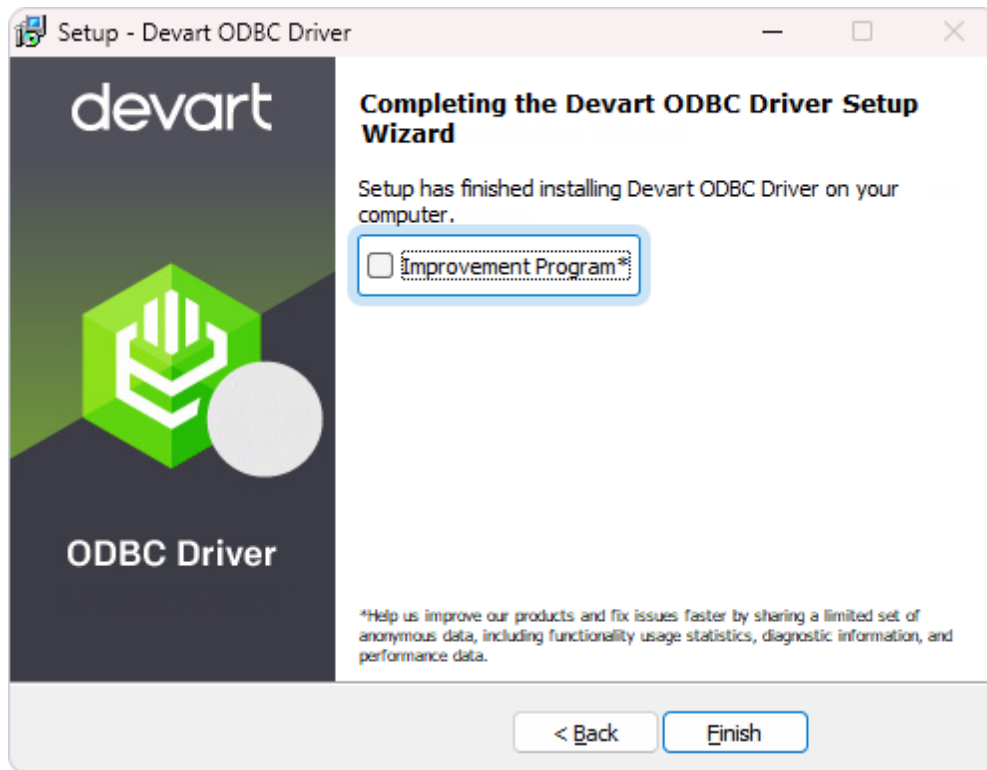 Setup - Devart ODBC Driver
devart
Completing the Devart ODBC Driver Setup
Wizard
Setup has finished installing Devart ODBC Driver on your
computer.
Improvement Program*
ODBC Driver
*Help us improve our products and fix issues faster by sharing a limited set of
anonymous data, including functionality usage statistics, diagnostic information, and
performance data.
< Back
Finish